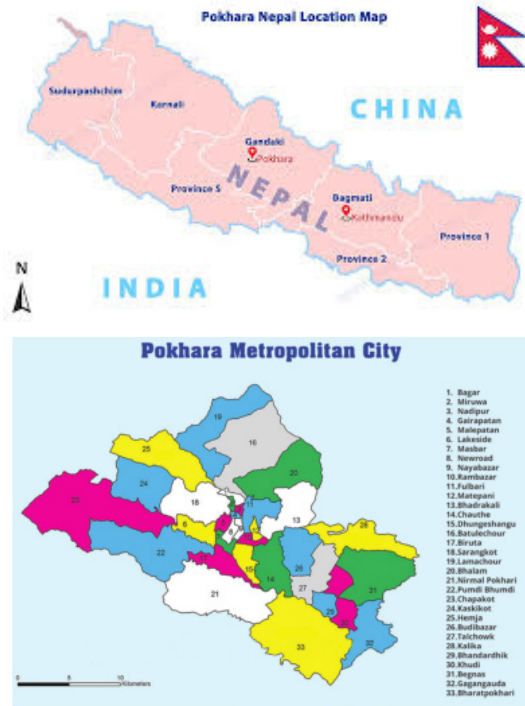 Pokhara Nepal Location Map
Sudurpashchim
Karnali
CHINA
Gandaki
Pokhara
NEPAL
Province 5
Bagmati
Kathmandu
Province 1
Province 2
N
INDIA
Pokhara Metropolitan City
19
16
25
20
24
18
23
13
28
6
22
26
15
14
27
31
21
29
30
33
32
0 5 10
Kilometers
1. Bagar
2. Miruwa
3. Nadipur
4. Gairapatan
5. Malepatan
6. Lakeside
7. Masbar
8. Newroad
9. Nayabazar
10. Rambazar
11. Fulbari
12. Matepani
13. Bhadrakali
14. Chauthe
15. Dhungeshangu
16. Batulechour
17. Biruta
18. Sarangkot
19. Lamachour
20. Bhalam
21. Nirmal Pokhari
22. Pumdi Bhumdi
23. Chapakot
24. Kaskikot
25. Hemja
26. Budibazar
27. Talchowk
28. Kalika
29. Bhandardhik
30. Khudi
31. Begnas
32. Gagangauda
33. Bharatpokhari